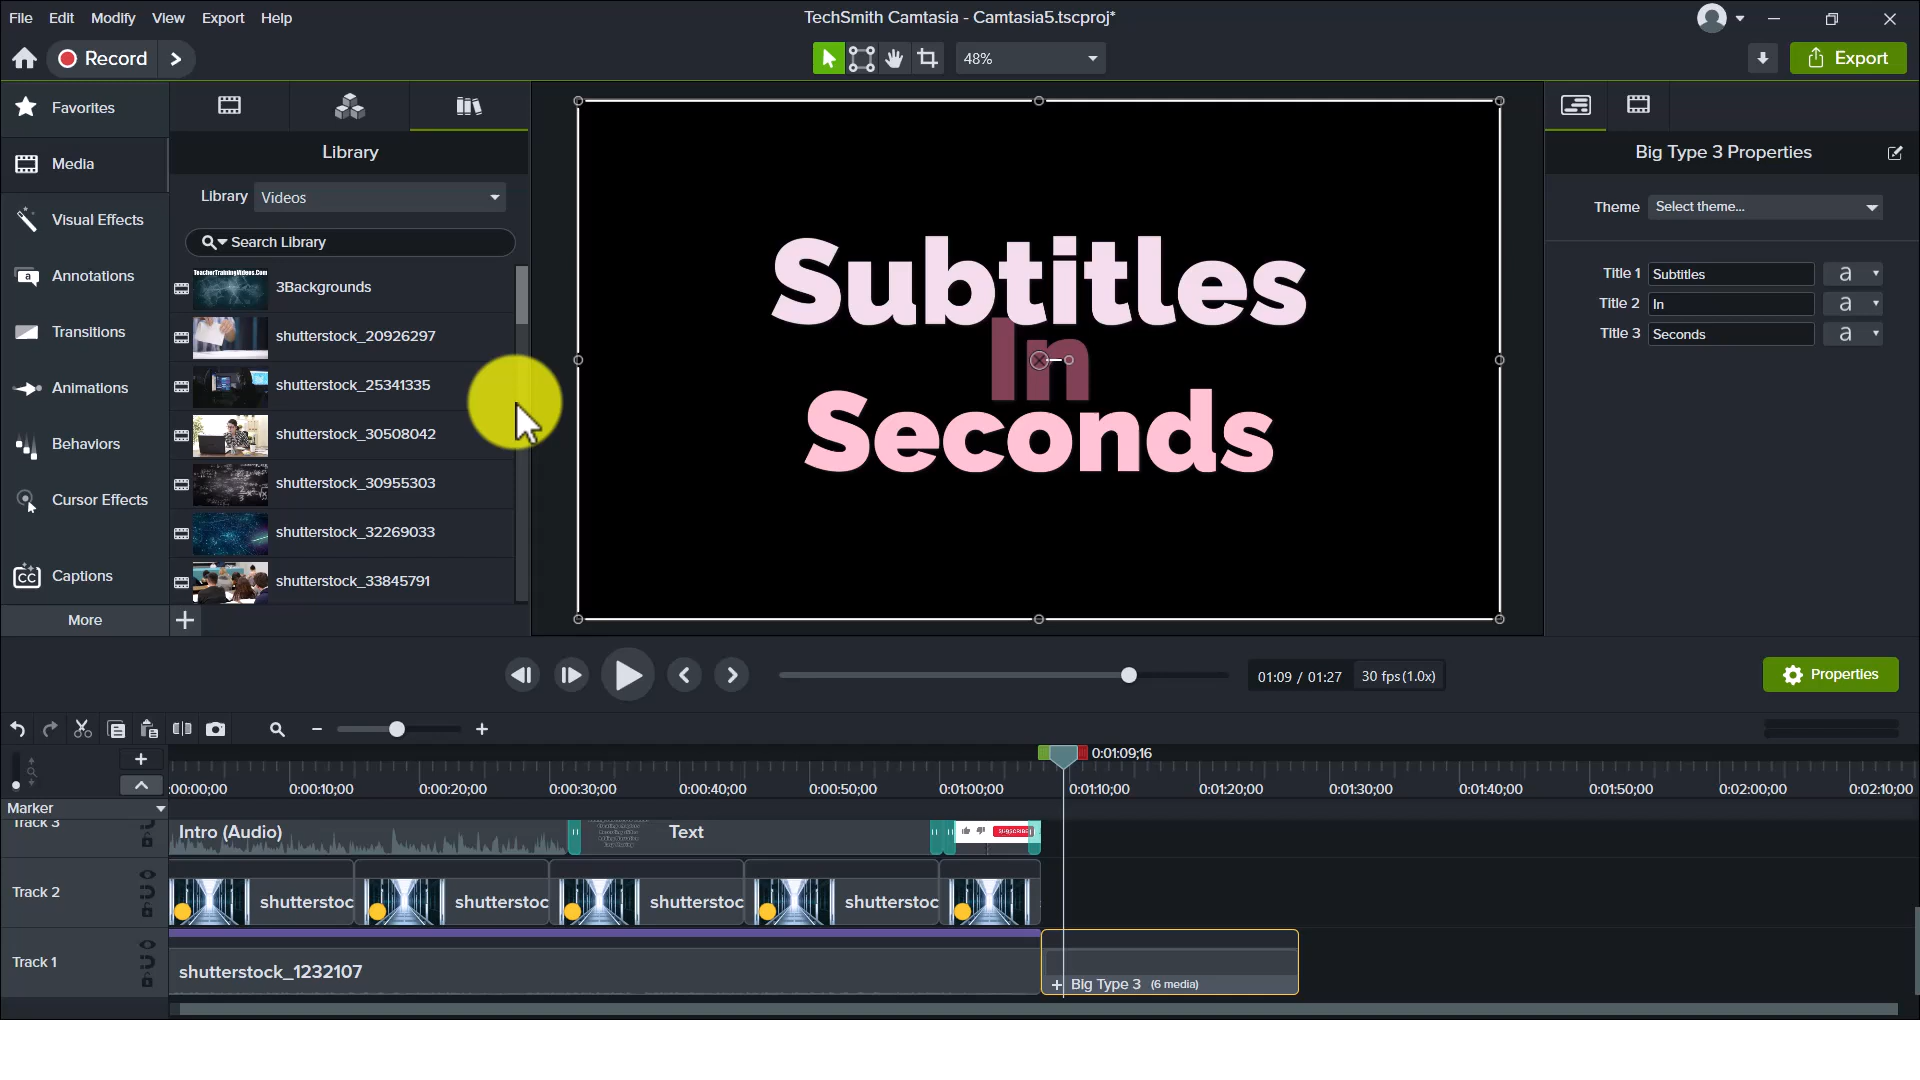 File Edit Modify View Export Help
TechSmith Camtasia - Camtasia5.tscproj*
Record
48%
Export
Favorites
Media
Visual Effects
Annotations
Transitions
Animations
Behaviors
Cursor Effects
CC Captions
More
Library
Library Videos
Search Library
TeacherTrainingVideos.Com
3Backgrounds
shutterstock_20926297
shutterstock_25341335
shutterstock_30508042
shutterstock_30955303
shutterstock_32269033
shutterstock_33845791
Subtitles
In
Seconds
Big Type 3 Properties
Theme Select theme...
Title 1 Subtitles a
Title 2 In a
Title 3 Seconds a
01:09 / 01:27 30 fps (1.0x)
Properties
0:01:09;16
:00:00;00 0:00:10;00 0:00:20;00 0:00:30;00 0:00:40;00 0:00:50;00 0:01:00;00 0:01:10;00 0:01:20;00 0:01:30;00 0:01:40;00 0:01:50;00 0:02:00;00 0:02:10;00
Marker
Track 3 Intro (Audio) Text SUBSCRIBE
Track 2 shutterstoc shutterstoc shutterstoc shutterstoc
Track 1 shutterstock_1232107
+ Big Type 3 (6 media)